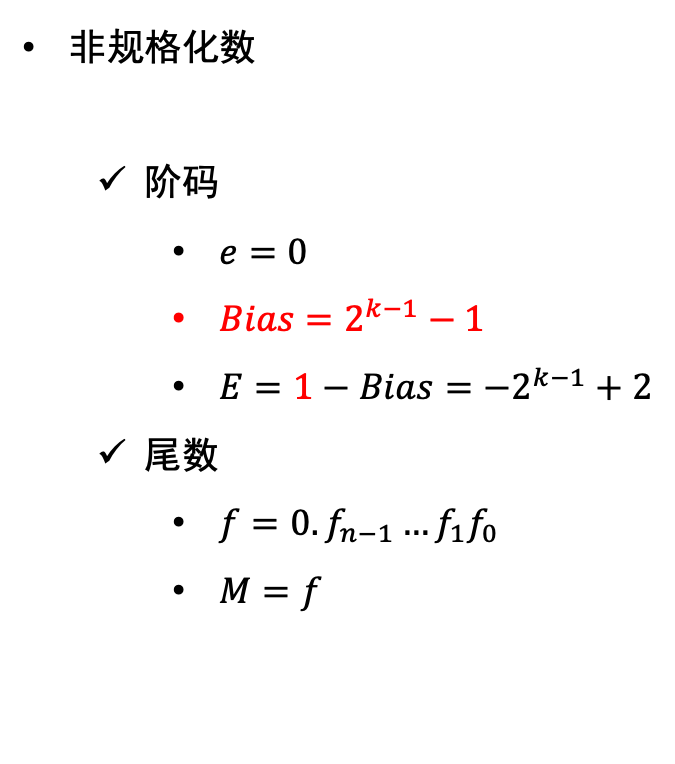 • 非规格化数
✓ 阶码
• e = 0
• Bias = 2^{k−1} − 1
• E = 1 − Bias = −2^{k−1} + 2
✓ 尾数
• f = 0. f_{n−1} … f_1 f_0
• M = f